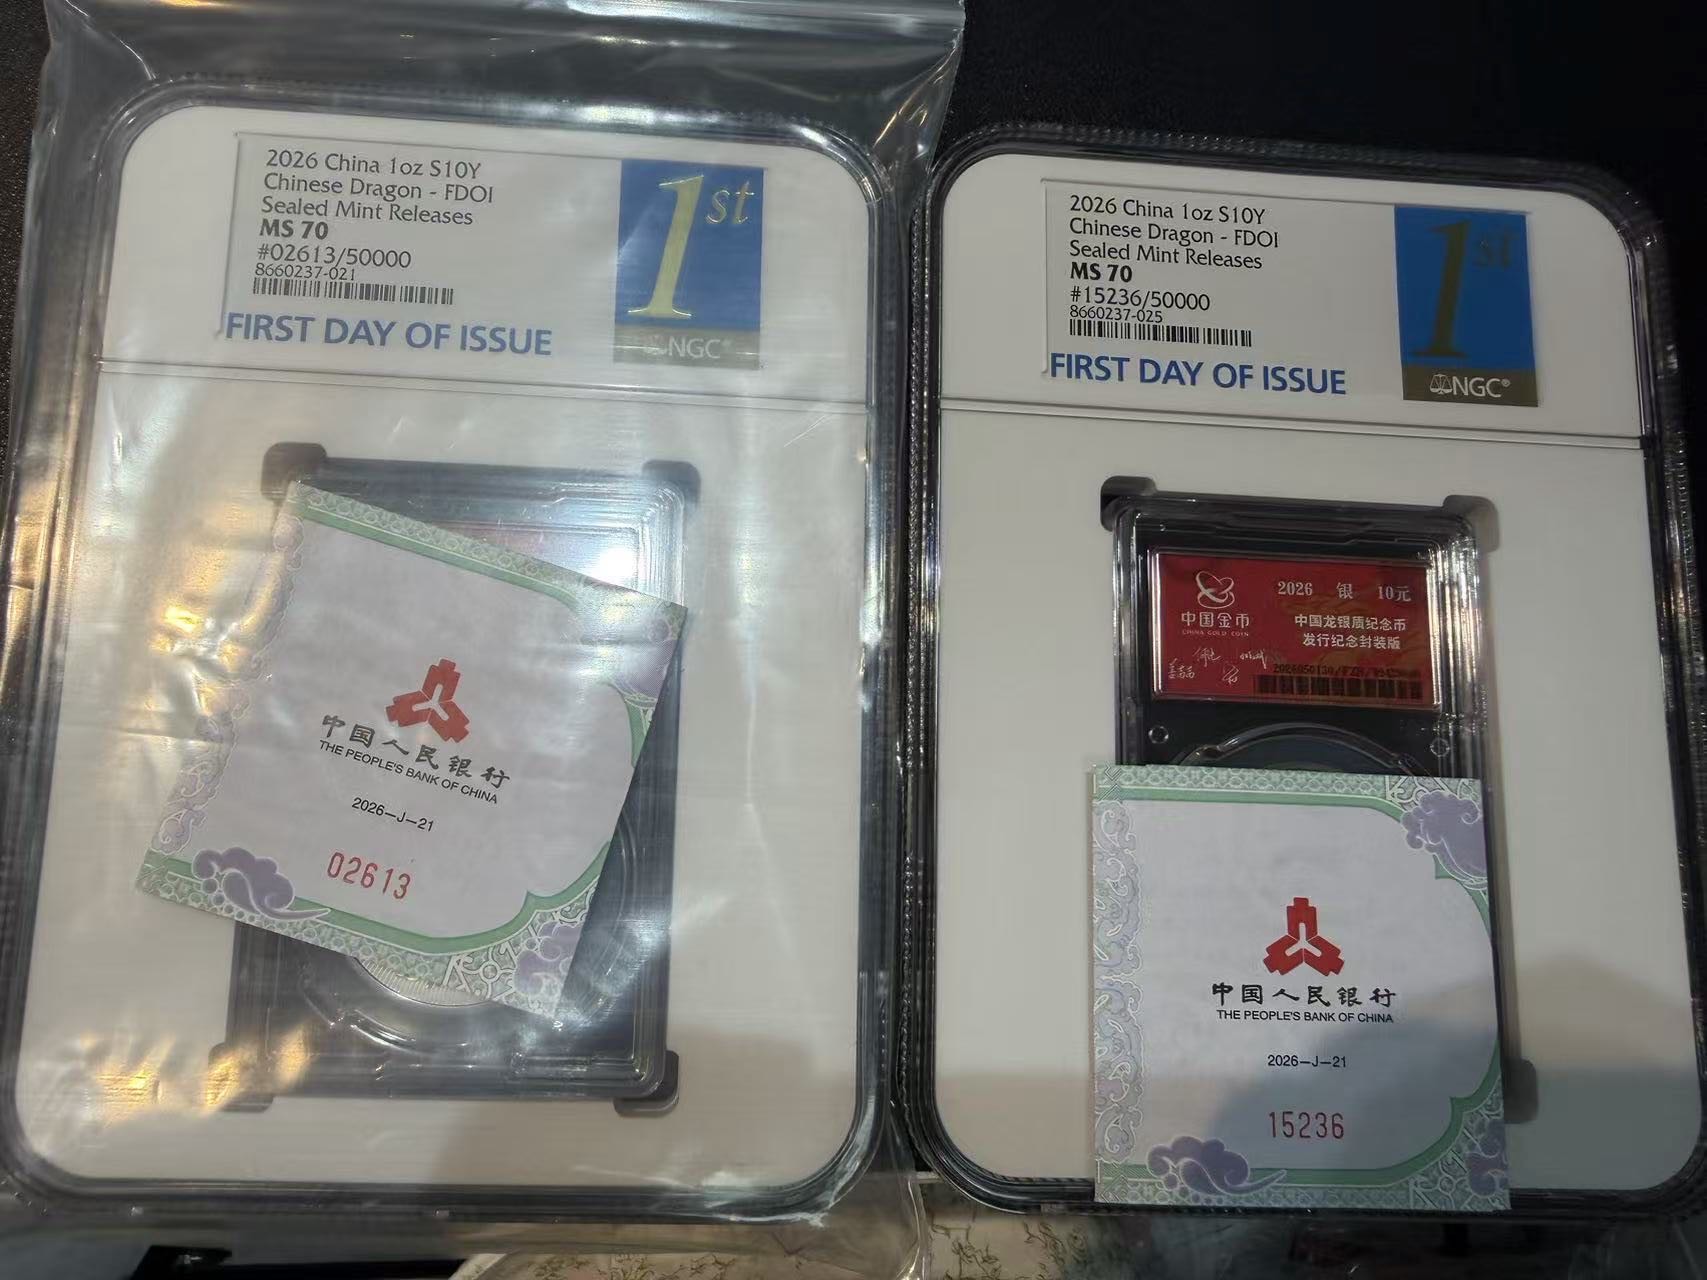 2026 China 1oz S10Y
Chinese Dragon - FDOI
Sealed Mint Releases
MS 70
#02613/50000
8660237-021
FIRST DAY OF ISSUE
1st
NGC
中国人民银行
THE PEOPLE'S BANK OF CHINA
2026-J-21
02613
2026 China 1oz S10Y
Chinese Dragon - FDOI
Sealed Mint Releases
MS 70
#15236/50000
8660237-025
FIRST DAY OF ISSUE
1st
NGC®
中国金币
CHINA GOLD COIN
2026 银 10元
中国龙银质纪念币
发行纪念封装版
中国人民银行
THE PEOPLE'S BANK OF CHINA
2026-J-21
15236